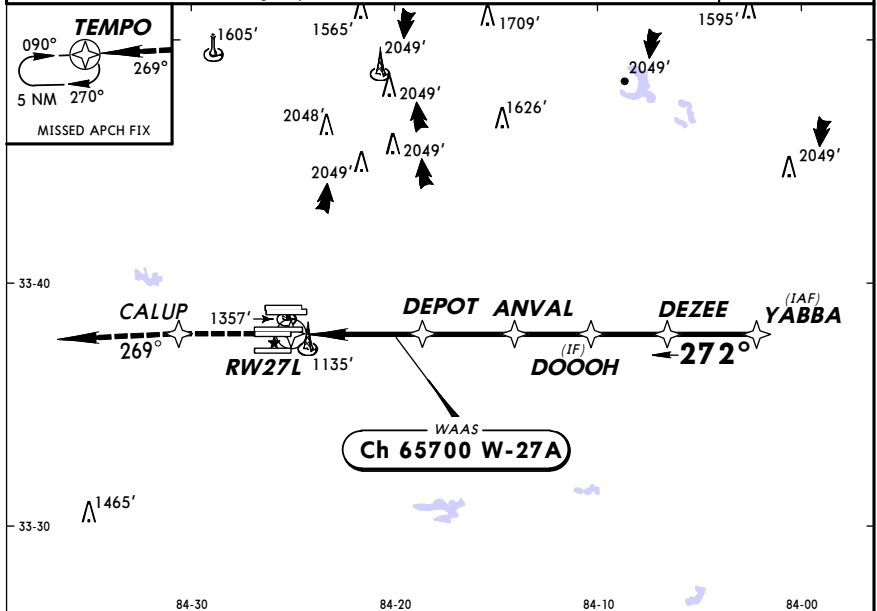 TEMPO
090°
269°
5 NM
270°
MISSED APCH FIX
1605'
1565'
2049'
1709'
1595'
2049'
2049'
2048'
1626'
2049'
2049'
2049'
33-40
CALUP
1357'
DEPOT
ANVAL
DEZEE
(IAF)
YABBA
269°
RW27L
1135'
(IF)
DOOOH
272°
WAAS
Ch 65700 W-27A
1465'
33-30
84-30
84-20
84-10
84-00